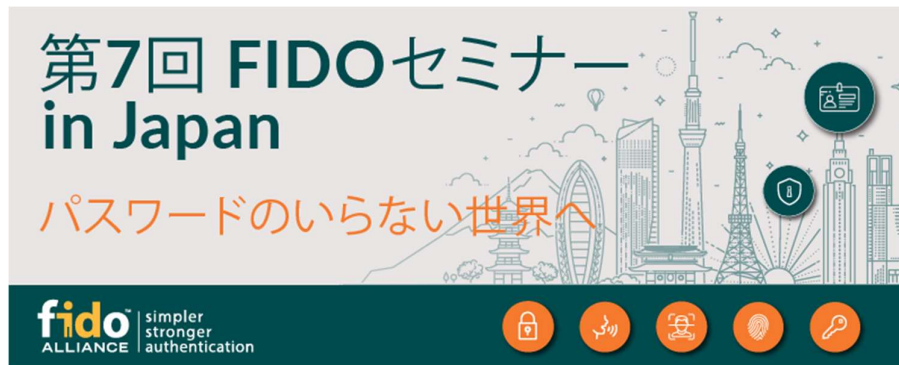 第7回 FIDOセミナー
in Japan
パスワードのいらない世界へ
fido™
ALLIANCE
simpler
stronger
authentication